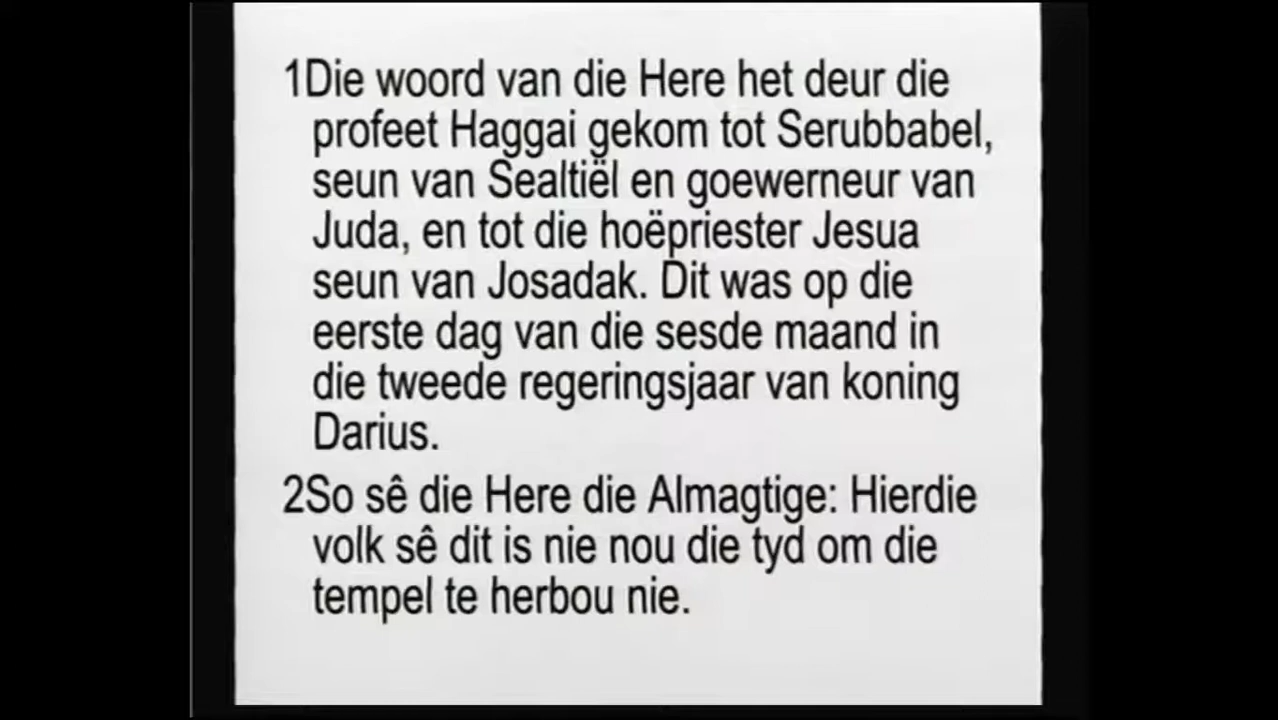 1Die woord van die Here het deur die
profeet Haggai gekom tot Serubbabel,
seun van Sealtiël en goewerneur van
Juda, en tot die hoëpriester Jesua
seun van Josadak. Dit was op die
eerste dag van die sesde maand in
die tweede regeringsjaar van koning
Darius.
2So sê die Here die Almagtige: Hierdie
volk sê dit is nie nou die tyd om die
tempel te herbou nie.